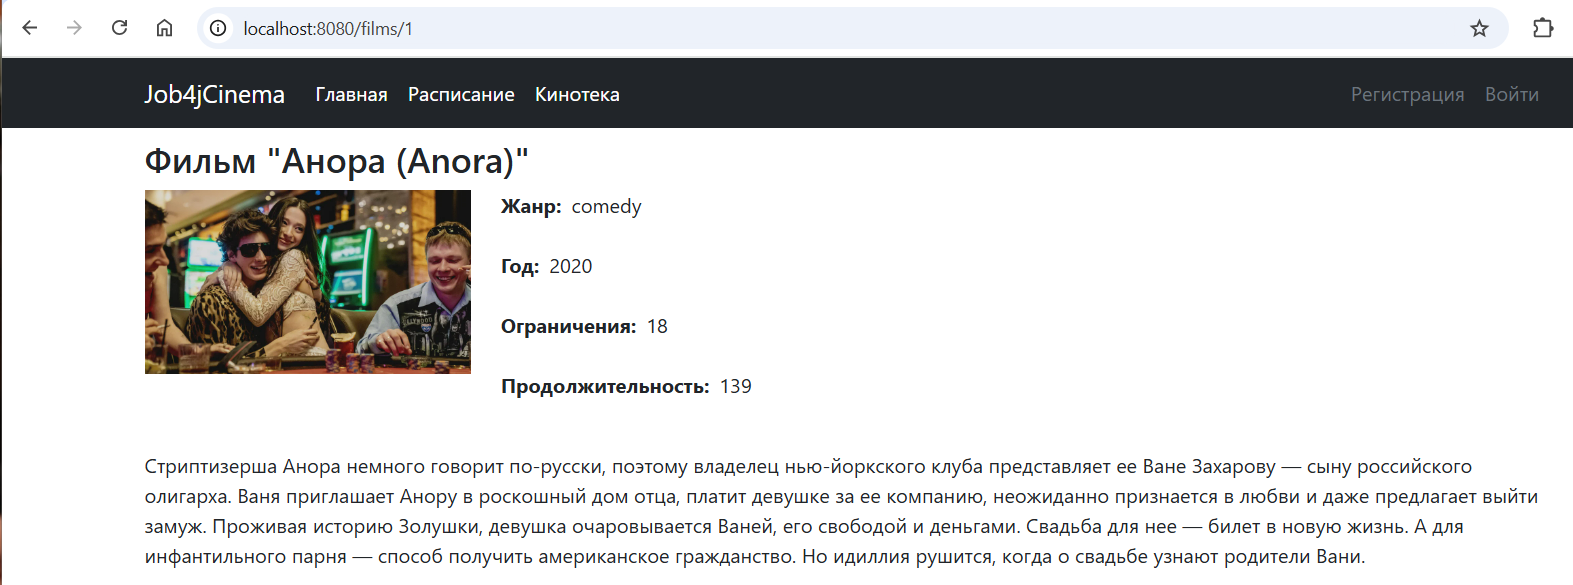 localhost:8080/films/1
Job4jCinema Главная Расписание Кинотека Регистрация Войти
Фильм "Анора (Anora)"
Жанр: comedy
Год: 2020
Ограничения: 18
Продолжительность: 139
Стриптизерша Анора немного говорит по-русски, поэтому владелец нью-йоркского клуба представляет ее Ване Захарову — сыну российского
олигарха. Ваня приглашает Анору в роскошный дом отца, платит девушке за ее компанию, неожиданно признается в любви и даже предлагает выйти
замуж. Проживая историю Золушки, девушка очаровывается Ваней, его свободой и деньгами. Свадьба для нее — билет в новую жизнь. А для
инфантильного парня — способ получить американское гражданство. Но идиллия рушится, когда о свадьбе узнают родители Вани.